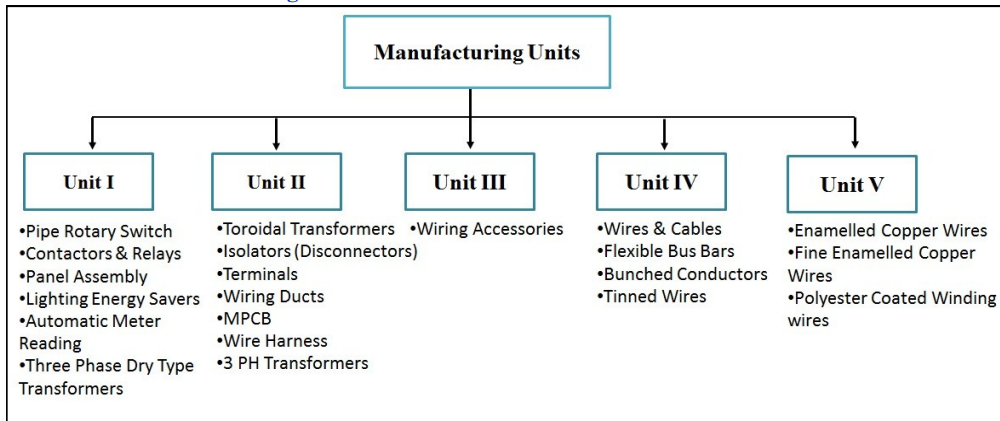 Manufacturing Units
Unit I
•Pipe Rotary Switch
•Contactors & Relays
•Panel Assembly
•Lighting Energy Savers
•Automatic Meter
Reading
•Three Phase Dry Type
Transformers
Unit II
•Toroidal Transformers
•Isolators (Disconnectors)
•Terminals
•Wiring Ducts
•MPCB
•Wire Harness
•3 PH Transformers
Unit III
•Wiring Accessories
Unit IV
•Wires & Cables
•Flexible Bus Bars
•Bunched Conductors
•Tinned Wires
Unit V
•Enamelled Copper Wires
•Fine Enamelled Copper
Wires
•Polyester Coated Winding
wires